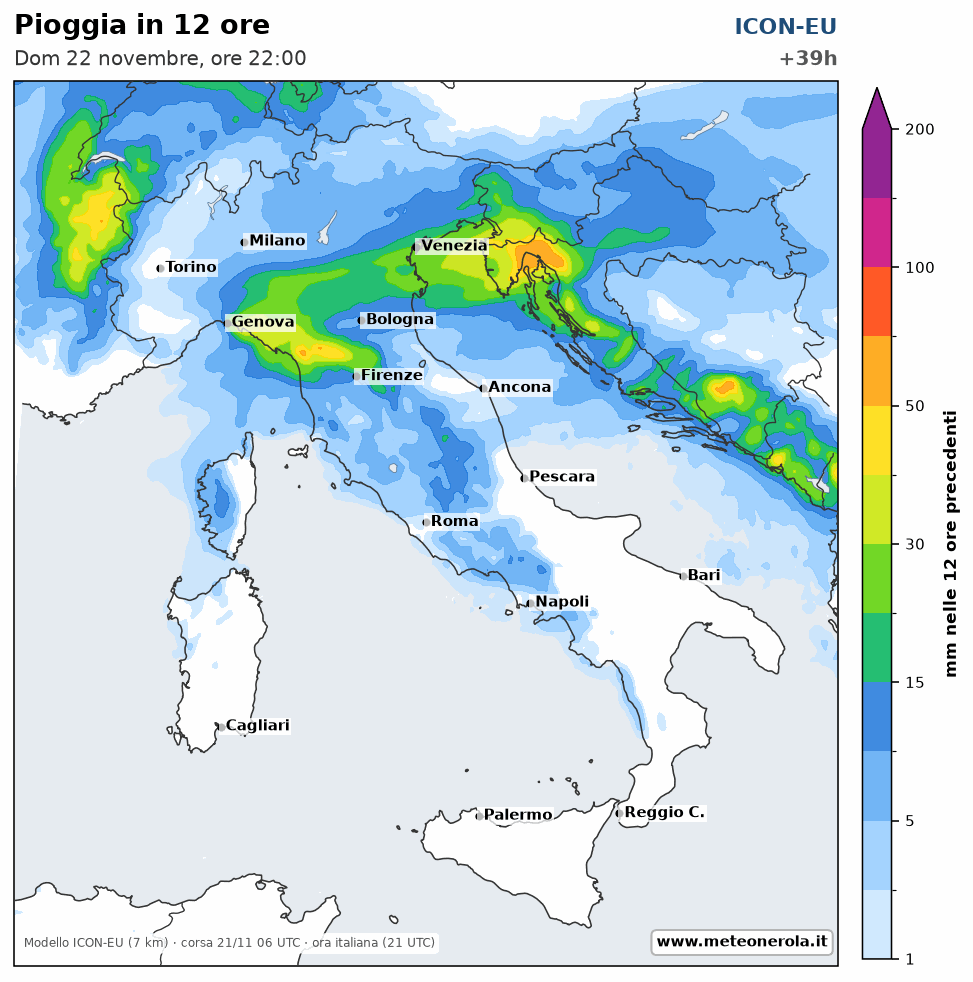 Pioggia in 12 ore
ICON-EU
Dom 22 novembre, ore 22:00
+39h
200
100
50
30
15
5
1
mm nelle 12 ore precedenti
Milano
Venezia
Torino
Genova
Bologna
Firenze
Ancona
Pescara
Roma
Bari
Napoli
Cagliari
Palermo
Reggio C.
Modello ICON-EU (7 km) · corsa 21/11 06 UTC · ora italiana (21 UTC)
www.meteonerola.it